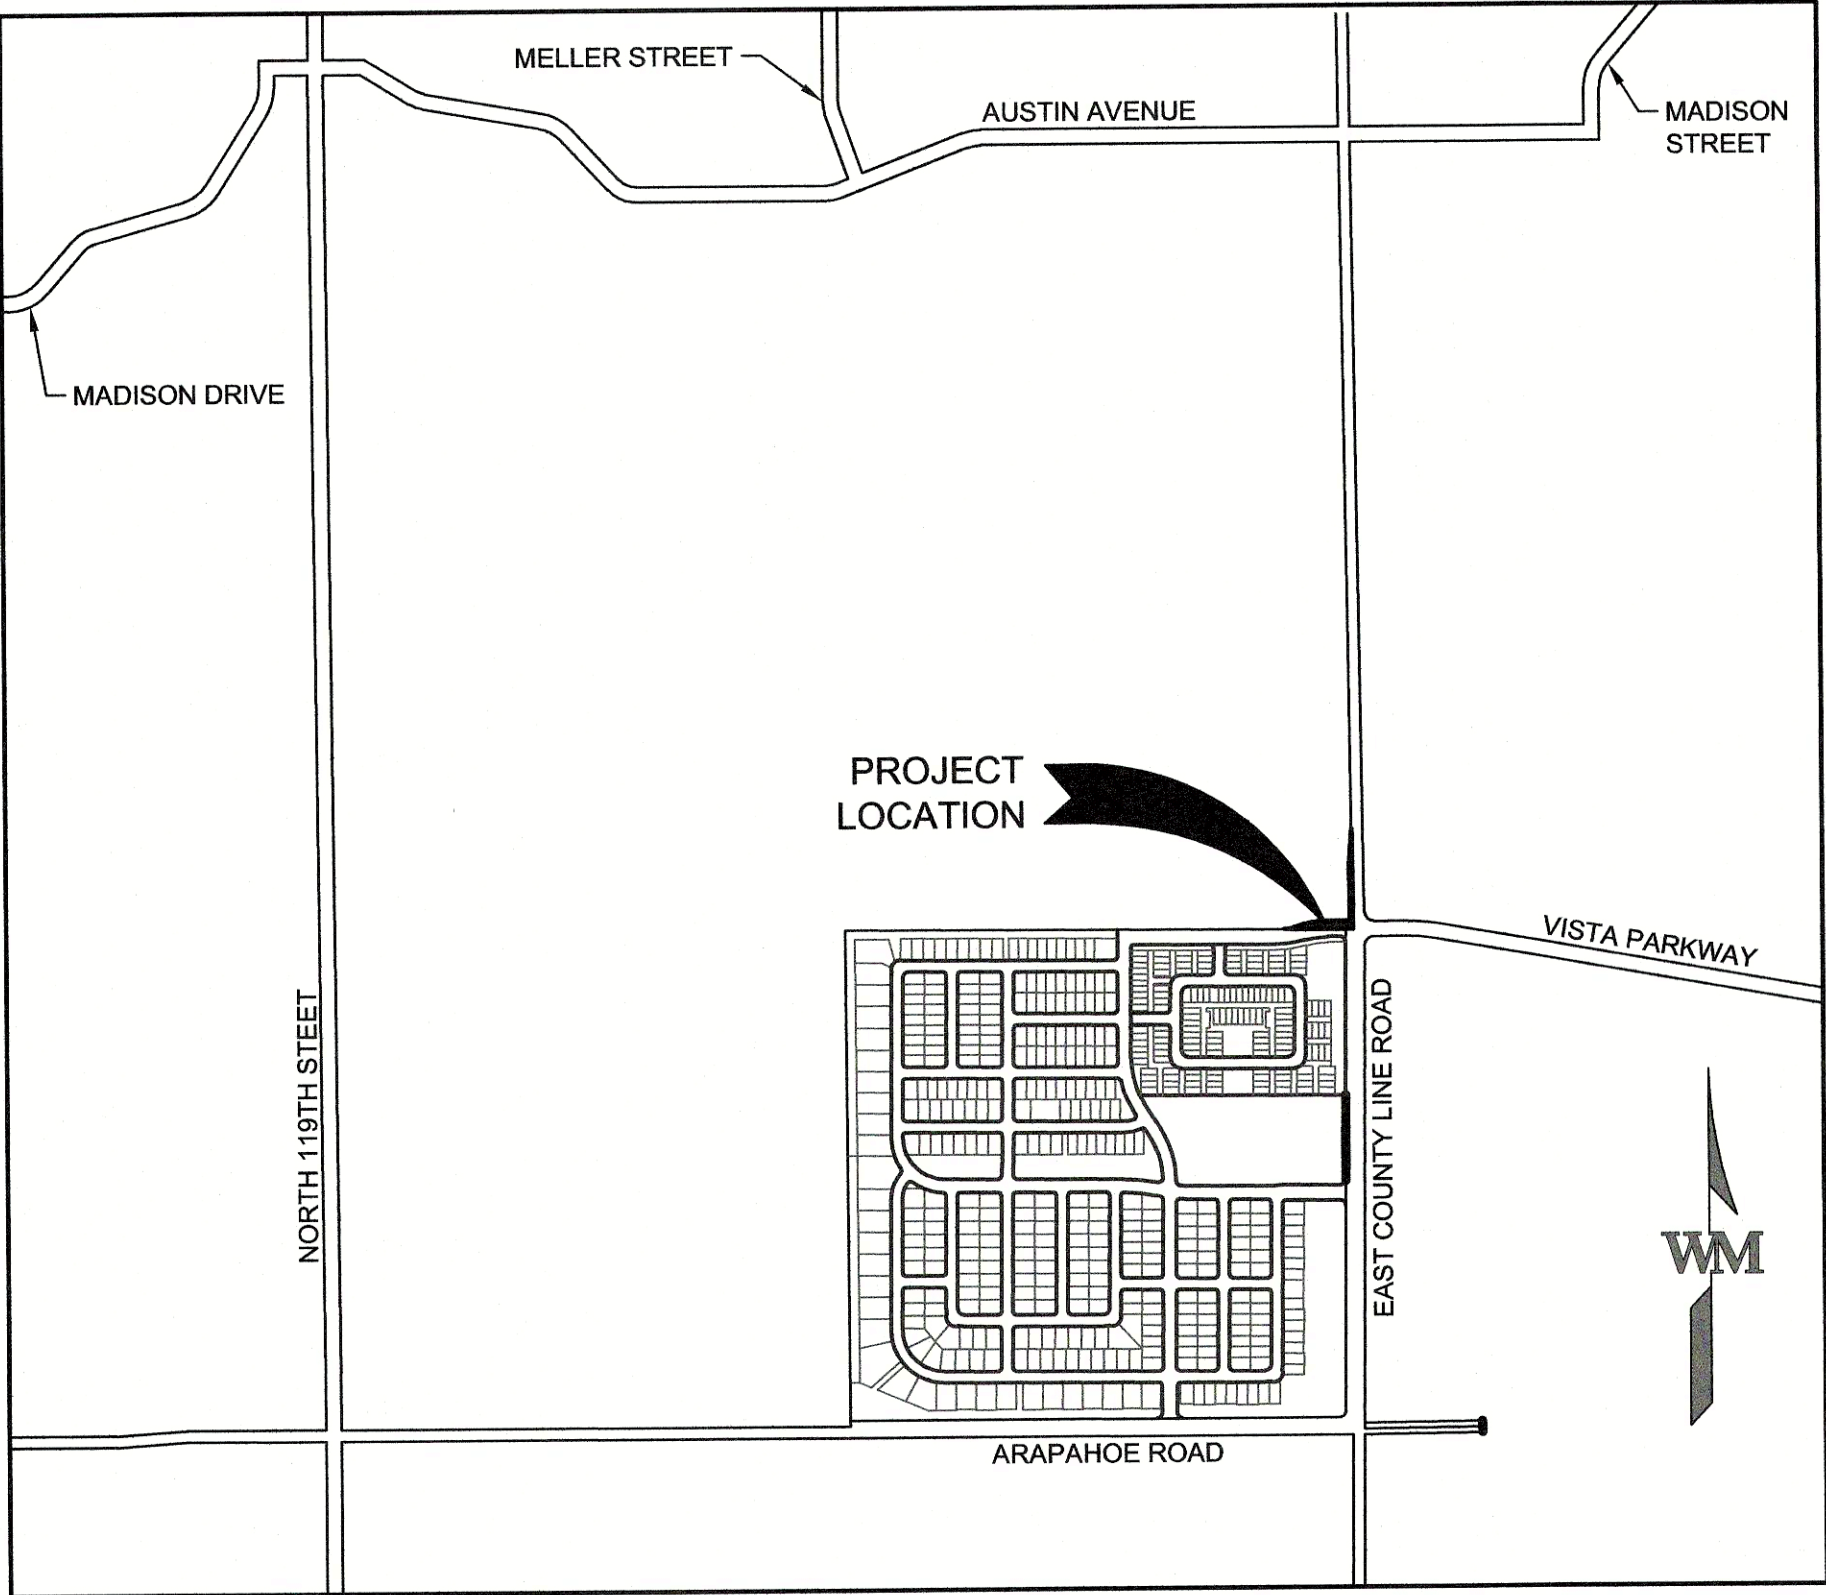 MELLER STREET
AUSTIN AVENUE
MADISON
STREET
MADISON DRIVE
PROJECT
LOCATION
VISTA PARKWAY
NORTH 119TH STEET
EAST COUNTY LINE ROAD
WM
ARAPAHOE ROAD